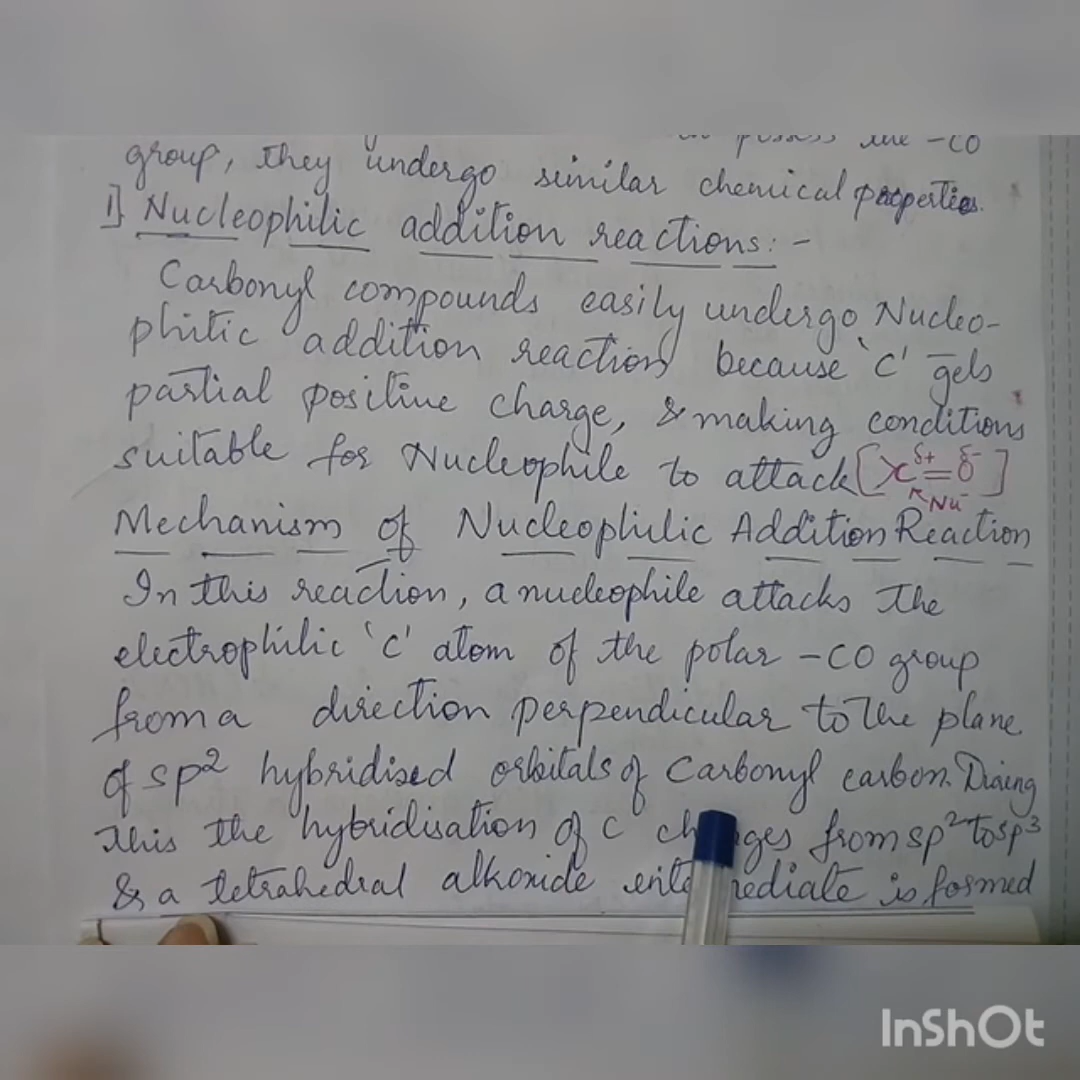 possess the -CO
group, they undergo similar chemical properties.
1} Nucleophilic addition reactions: -
Carbonyl compounds easily undergo Nucleo-
philic addition reaction because 'C' gets
partial positive charge, & making conditions
suitable for Nucleophile to attack [>C^δ+ = O^δ-]
↖Nu⁻
Mechanism of Nucleophilic Addition Reaction
In this reaction, a nucleophile attacks the
electrophilic 'C' atom of the polar -CO group
from a direction perpendicular to the plane
of sp² hybridised orbitals of Carbonyl carbon. During
this the hybridisation of C changes from sp² to sp³
& a tetrahedral alkoxide intermediate is formed
InShOt